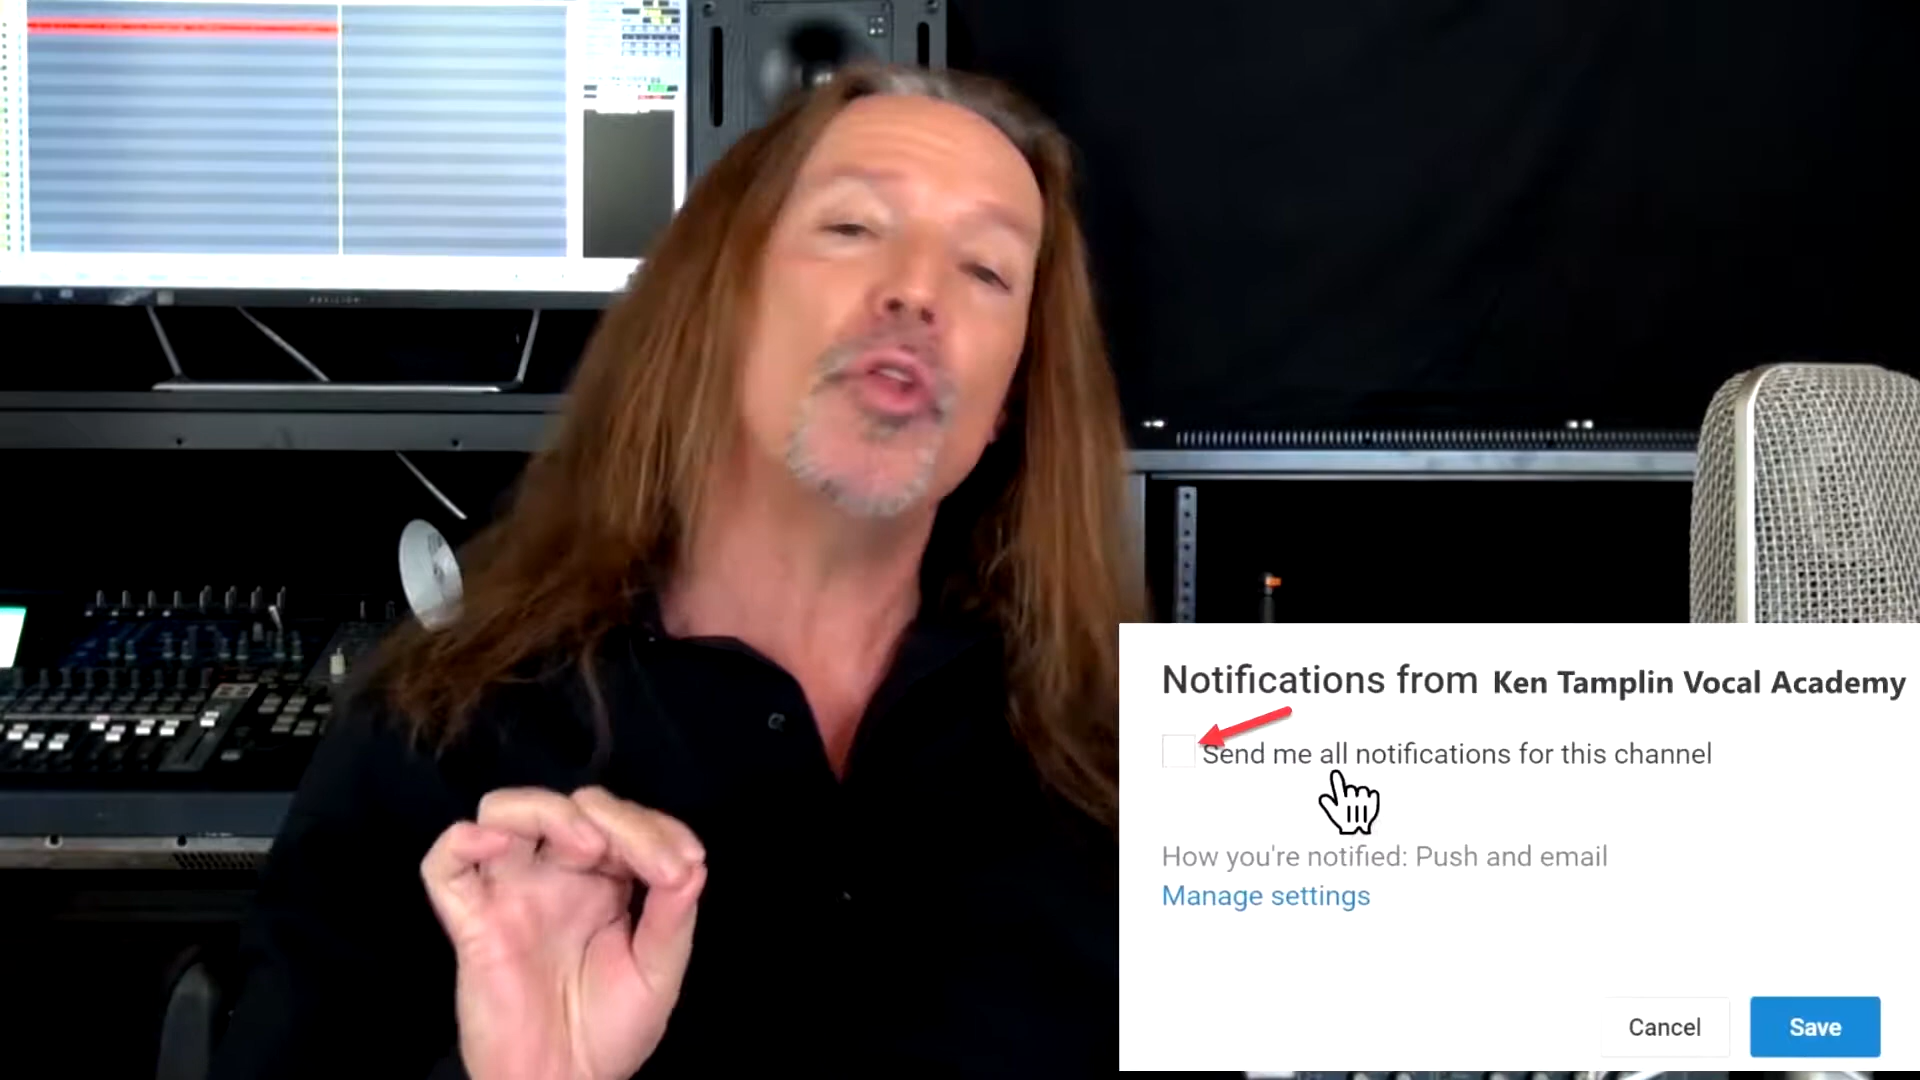 PAVILION
Notifications from Ken Tamplin Vocal Academy
Send me all notifications for this channel
How you're notified: Push and email
Manage settings
Cancel
Save